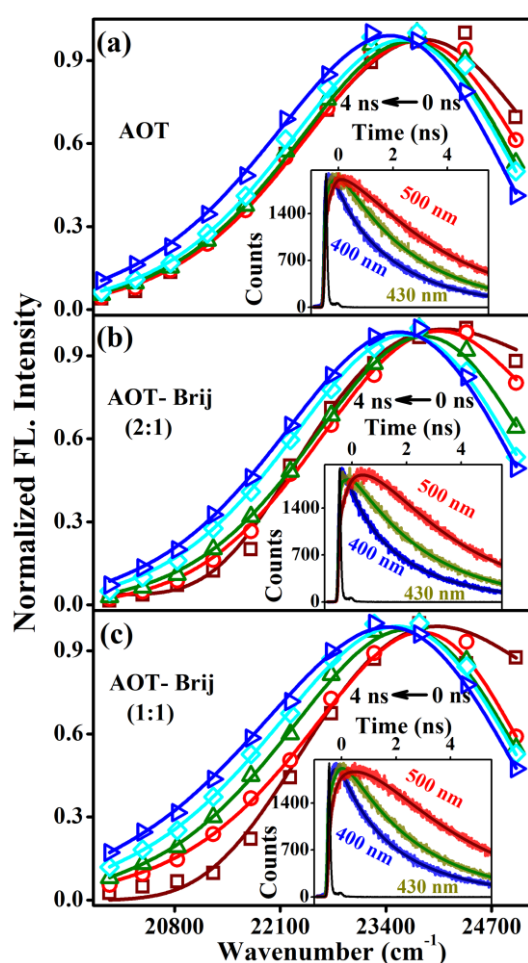 Normalized FL. Intensity
(a)
AOT
0.9
0.6
0.3
0.0
4 ns ← 0 ns
Time (ns)
0 2 4
Counts
1400
700
0
500 nm
400 nm
430 nm
(b)
AOT- Brij
(2:1)
0.9
0.6
0.3
0.0
4 ns ← 0 ns
Time (ns)
0 2 4
Counts
1400
700
0
500 nm
400 nm
430 nm
(c)
AOT- Brij
(1:1)
0.9
0.6
0.3
0.0
4 ns ← 0 ns
Time (ns)
0 2 4
Counts
1400
700
0
500 nm
400 nm
430 nm
20800 22100 23400 24700
Wavenumber (cm⁻¹)